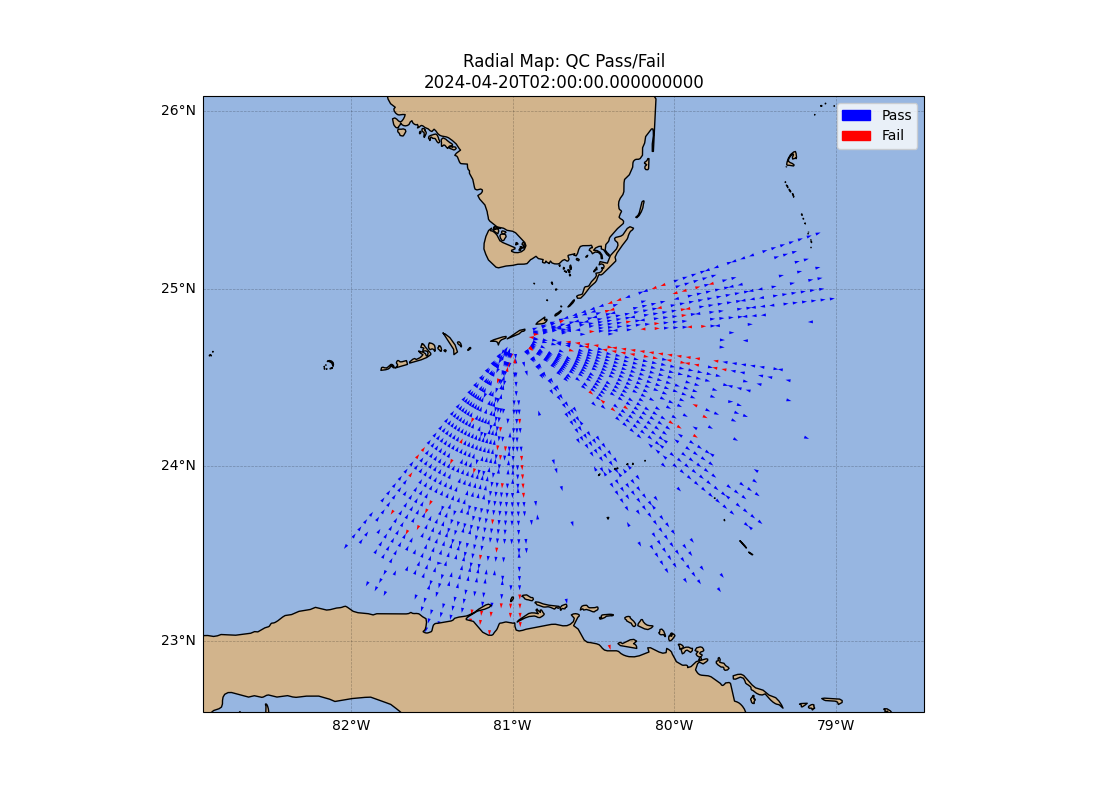 Radial Map: QC Pass/Fail
2024-04-20T02:00:00.000000000
26°N
25°N
24°N
23°N
82°W
81°W
80°W
79°W
Pass
Fail